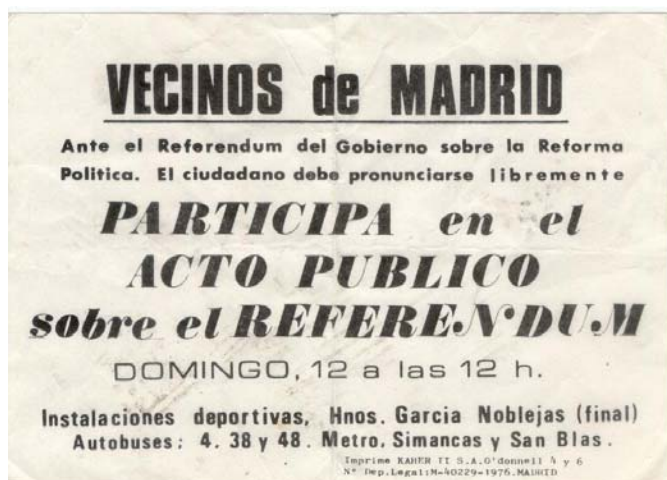 VECINOS de MADRID
Ante el Referendum del Gobierno sobre la Reforma
Politica. El ciudadano debe pronunciarse libremente
PARTICIPA en el
ACTO PUBLICO
sobre el REFERENDUM
DOMINGO, 12 a las 12 h.
Instalaciones deportivas, Hnos. Garcia Noblejas (final)
Autobuses: 4. 38 y 48. Metro, Simancas y San Blas.
Imprime KAHER II S.A.O'donnell 4 y 6
Nº Dep.Legal:M-40229-1976.MADRID